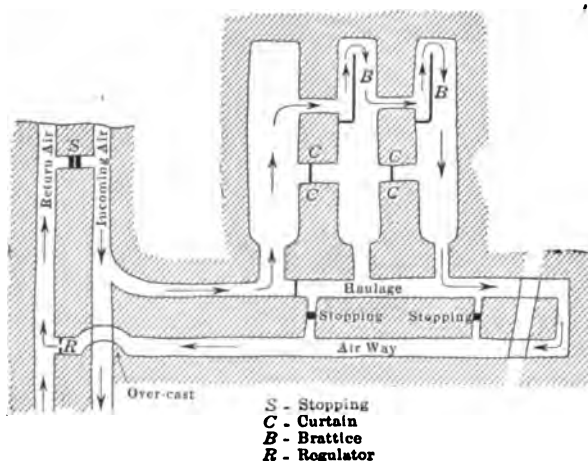 B
B
S
Return Air
Incoming Air
C
C
C
C
Haulage
Stopping
Stopping
R
Air Way
Over-cast
S - Stopping
C - Curtain
B - Brattice
R - Regulator